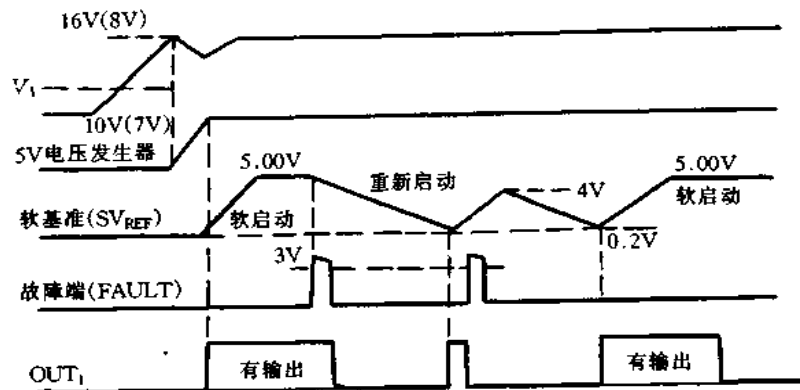 16V(8V)
V₁
10V(7V)
5V电压发生器
5.00V
重新启动
4V
5.00V
软启动
软基准(SV_REF)
软启动
0.2V
3V
故障端(FAULT)
OUT₁
有输出
有输出